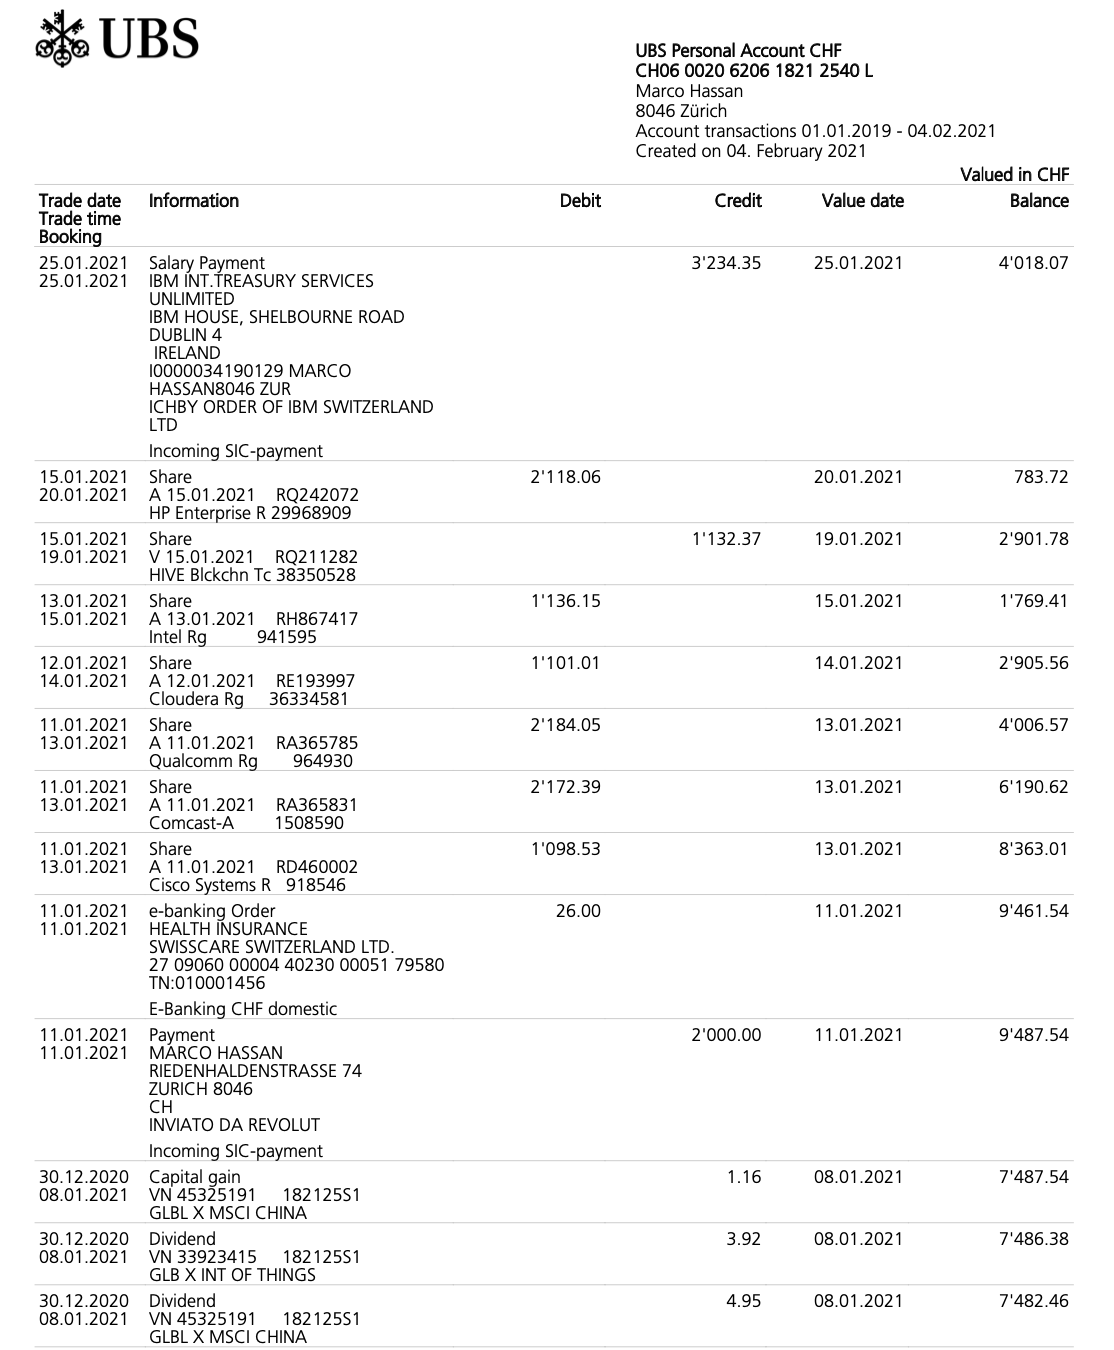 UBS
UBS Personal Account CHF
CH06 0020 6206 1821 2540 L
Marco Hassan
8046 Zürich
Account transactions 01.01.2019 - 04.02.2021
Created on 04. February 2021
Valued in CHF
Trade date Information Debit Credit Value date Balance
Trade time
Booking
25.01.2021 Salary Payment 3'234.35 25.01.2021 4'018.07
25.01.2021 IBM INT.TREASURY SERVICES
UNLIMITED
IBM HOUSE, SHELBOURNE ROAD
DUBLIN 4
IRELAND
I0000034190129 MARCO
HASSAN8046 ZUR
ICHBY ORDER OF IBM SWITZERLAND
LTD
Incoming SIC-payment
15.01.2021 Share 2'118.06 20.01.2021 783.72
20.01.2021 A 15.01.2021 RQ242072
HP Enterprise R 29968909
15.01.2021 Share 1'132.37 19.01.2021 2'901.78
19.01.2021 V 15.01.2021 RQ211282
HIVE Blckchn Tc 38350528
13.01.2021 Share 1'136.15 15.01.2021 1'769.41
15.01.2021 A 13.01.2021 RH867417
Intel Rg 941595
12.01.2021 Share 1'101.01 14.01.2021 2'905.56
14.01.2021 A 12.01.2021 RE193997
Cloudera Rg 36334581
11.01.2021 Share 2'184.05 13.01.2021 4'006.57
13.01.2021 A 11.01.2021 RA365785
Qualcomm Rg 964930
11.01.2021 Share 2'172.39 13.01.2021 6'190.62
13.01.2021 A 11.01.2021 RA365831
Comcast-A 1508590
11.01.2021 Share 1'098.53 13.01.2021 8'363.01
13.01.2021 A 11.01.2021 RD460002
Cisco Systems R 918546
11.01.2021 e-banking Order 26.00 11.01.2021 9'461.54
11.01.2021 HEALTH INSURANCE
SWISSCARE SWITZERLAND LTD.
27 09060 00004 40230 00051 79580
TN:010001456
E-Banking CHF domestic
11.01.2021 Payment 2'000.00 11.01.2021 9'487.54
11.01.2021 MARCO HASSAN
RIEDENHALDENSTRASSE 74
ZURICH 8046
CH
INVIATO DA REVOLUT
Incoming SIC-payment
30.12.2020 Capital gain 1.16 08.01.2021 7'487.54
08.01.2021 VN 45325191 182125S1
GLBL X MSCI CHINA
30.12.2020 Dividend 3.92 08.01.2021 7'486.38
08.01.2021 VN 33923415 182125S1
GLB X INT OF THINGS
30.12.2020 Dividend 4.95 08.01.2021 7'482.46
08.01.2021 VN 45325191 182125S1
GLBL X MSCI CHINA